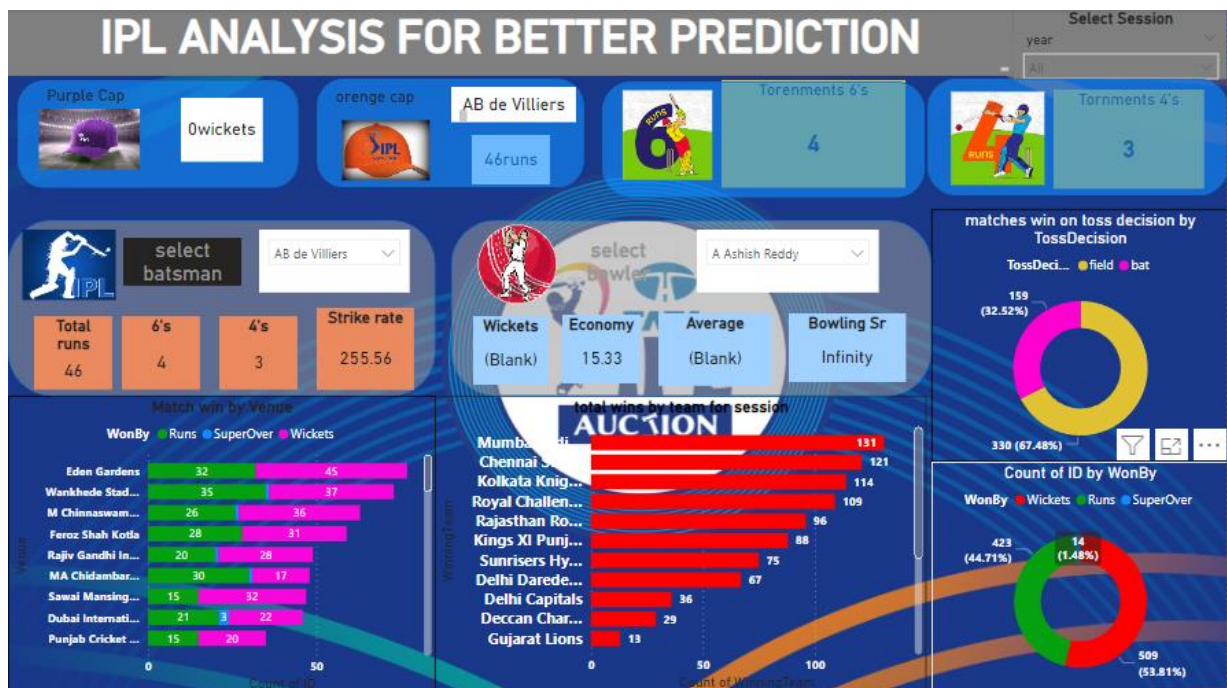 IPL ANALYSIS FOR BETTER PREDICTION
Select Session
year
All
Purple Cap
0wickets
orenge cap
IPL
AB de Villiers
46runs
6
RUNS
Torenments 6's
4
4
RUNS
Tornments 4's
3
IPL
select
batsman
AB de Villiers
Total
runs
46
6's
4
4's
3
Strike rate
255.56
select
bawler
A Ashish Reddy
Wickets
(Blank)
Economy
15.33
Average
(Blank)
Bowling Sr
Infinity
AUCTION
matches win on toss decision by
TossDecision
TossDeci... field bat
159
(32.52%)
330 (67.48%)
Match win by Venue
WonBy Runs SuperOver Wickets
Venue
Eden Gardens 32 45
Wankhede Stad... 35 37
M Chinnaswam... 26 36
Feroz Shah Kotla 28 31
Rajiv Gandhi In... 20 28
MA Chidambar... 30 17
Sawai Mansing... 15 32
Dubai Internati... 21 3 22
Punjab Cricket ... 15 20
0 50
Count of ID
total wins by team for session
WinningTeam
131
Chennai S... 121
Kolkata Knig... 114
Royal Challen... 109
Rajasthan Ro... 96
Kings XI Punj... 88
Sunrisers Hy... 75
Delhi Darede... 67
Delhi Capitals 36
Deccan Char... 29
Gujarat Lions 13
0 50 100
Count of WinningTeam
Count of ID by WonBy
WonBy Wickets Runs SuperOver
423
(44.71%)
14
(1.48%)
509
(53.81%)